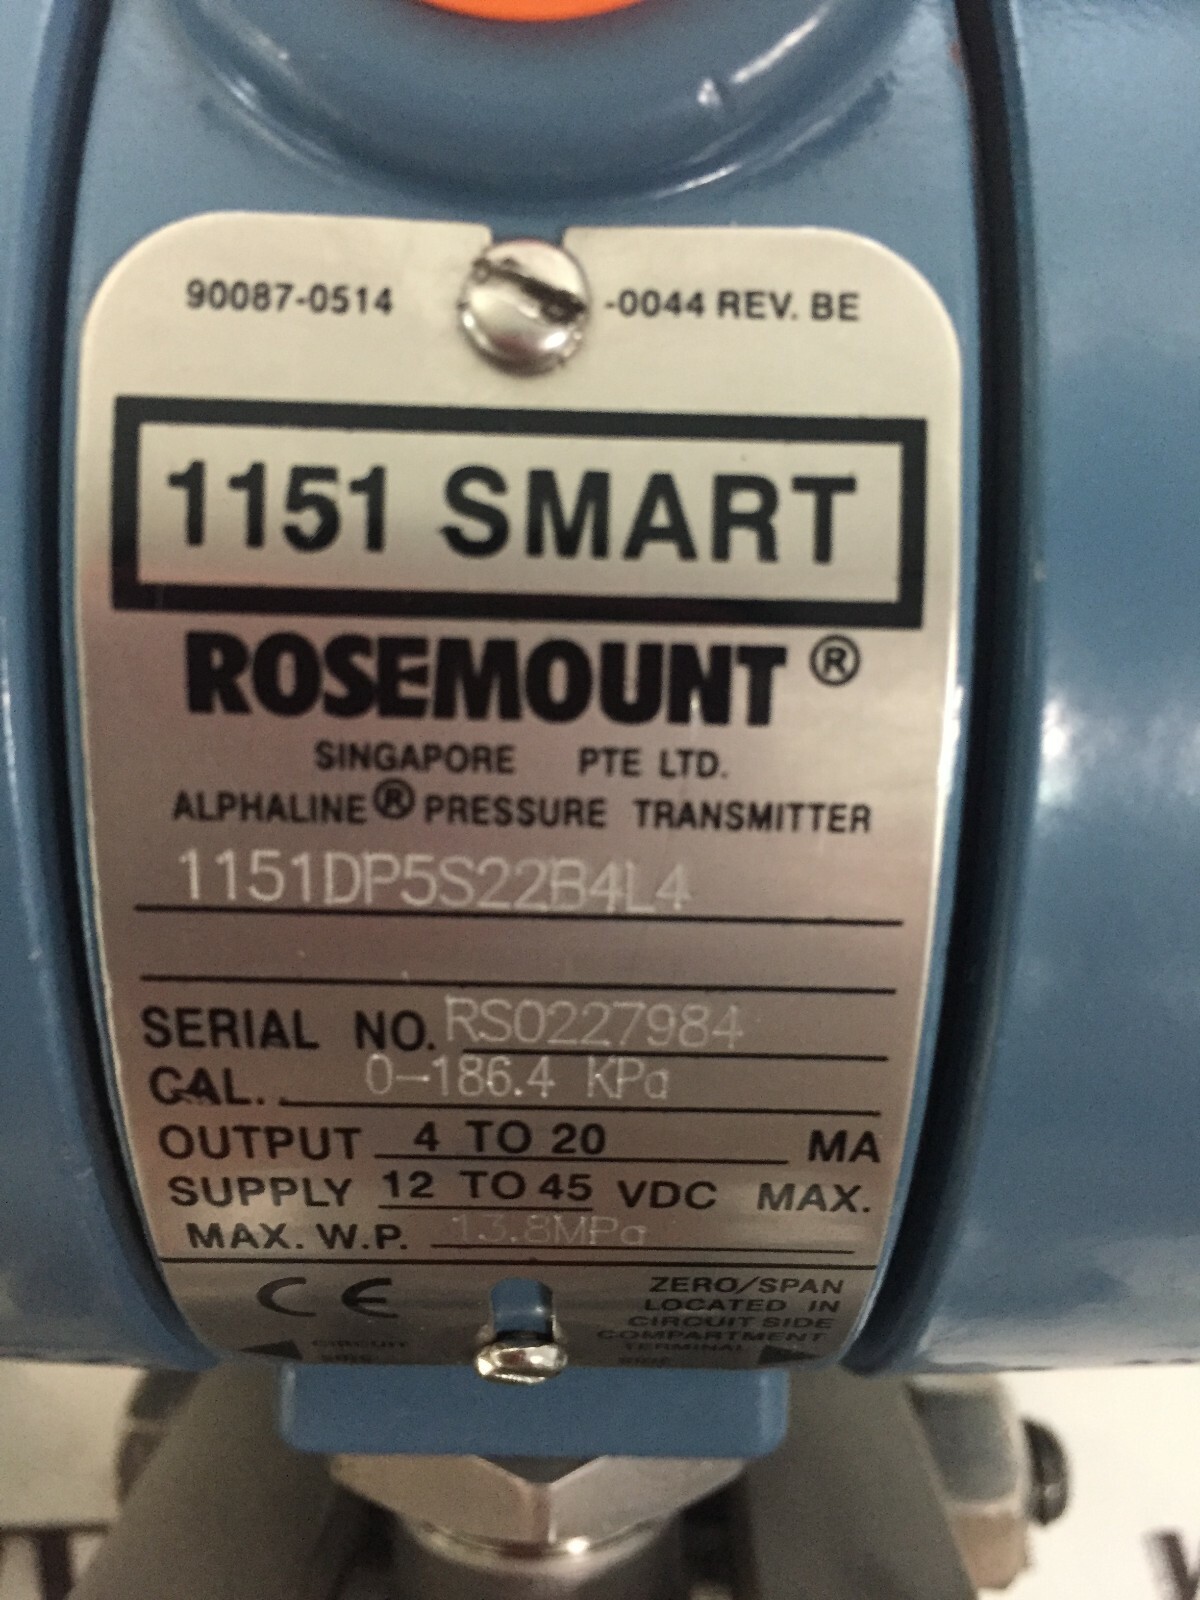 90087-0514 -0044 REV. BE
1151 SMART
ROSEMOUNT ®
SINGAPORE PTE LTD.
ALPHALINE ® PRESSURE TRANSMITTER
1151DP5S22B4L4
SERIAL NO. RS0227984
CAL. 0-186.4 KPa
OUTPUT 4 TO 20 MA
SUPPLY 12 TO 45 VDC MAX.
MAX. W.P. 13.8MPa
CE
ZERO/SPAN
LOCATED IN
CIRCUIT SIDE
COMPARTMENT
CIRCUIT
TERMINAL